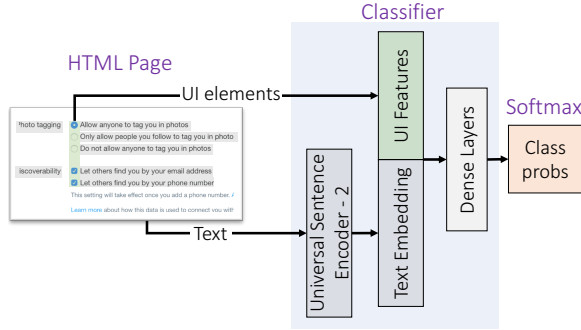 Classifier
HTML Page
UI elements
UI Features
Softmax
Photo tagging
Allow anyone to tag you in photos
Only allow people you follow to tag you in photo
Do not allow anyone to tag you in photos
iscoverability
Let others find you by your email address
Let others find you by your phone number
This setting will take effect once you add a phone number.
Learn more about how this data is used to connect you with
Text
Universal Sentence
Encoder - 2
Text Embedding
Dense Layers
Class
probs